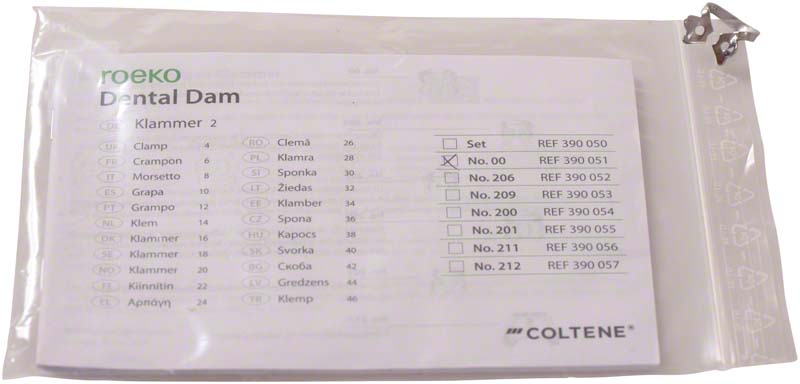 roeko
Dental Dam
DE Klammer 2
UK Clamp 4
FR Crampon 6
IT Morsetto 8
ES Grapa 10
PT Grampo 12
NL Klem 14
DK Klammer 16
SE Klammer 18
NO Klammer 20
FI Kiinnitin 22
EL Αρπάγη 24
RO Clemă 26
PL Klamra 28
SI Sponka 30
LT Žiedas 32
EE Klamber 34
CZ Spona 36
HU Kapocs 38
SK Svorka 40
BG Скоба 42
LV Gredzens 44
TR Klemp 46
Set REF 390 050
No. 00 REF 390 051
No. 206 REF 390 052
No. 209 REF 390 053
No. 200 REF 390 054
No. 201 REF 390 055
No. 211 REF 390 056
No. 212 REF 390 057
COLTENE®